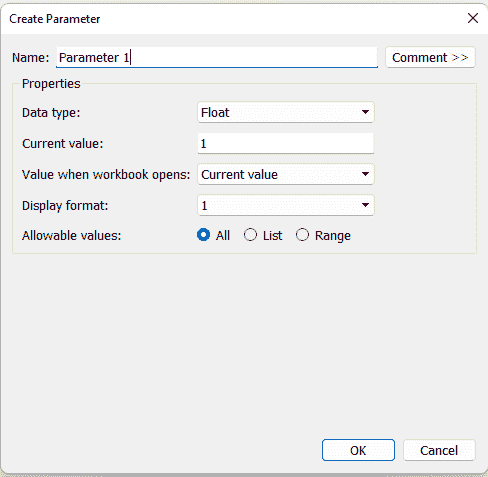 Create Parameter
Name: Parameter 1 Comment >>
Properties
Data type: Float
Current value: 1
Value when workbook opens: Current value
Display format: 1
Allowable values: All List Range
OK Cancel